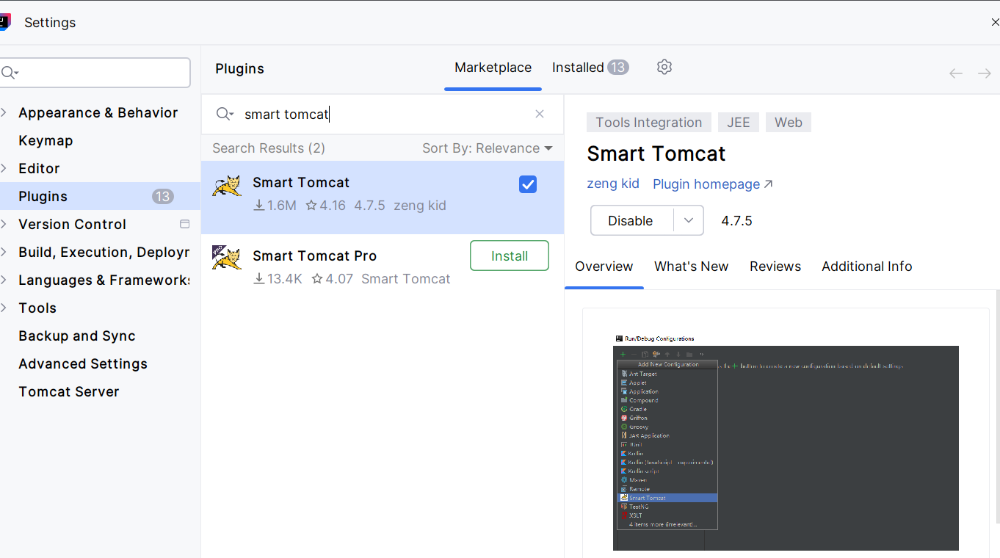 Settings
Plugins
Marketplace
Installed 13
smart tomcat
Appearance & Behavior
Keymap
Editor
Plugins 13
Version Control
Build, Execution, Deployr
Languages & Frameworks
Tools
Backup and Sync
Advanced Settings
Tomcat Server
Search Results (2)
Sort By: Relevance
Smart Tomcat
1.6M 4.16 4.7.5 zeng kid
Smart Tomcat Pro
13.4K 4.07 Smart Tomcat
Install
Tools Integration
JEE
Web
Smart Tomcat
zeng kid
Plugin homepage
Disable
4.7.5
Overview
What's New
Reviews
Additional Info
Run/Debug Configurations
Add New Configuration
button to create a new configuration based on default settings
Ant Target
Applet
Application
Compound
Gradle
Griffon
Groovy
JAR Application
JUnit
Kotlin
Kotlin (JavaScript - experimental)
Kotlin script
Maven
Remote
Smart Tomcat
TestNG
XSLT
4 items more (irrelevant)...